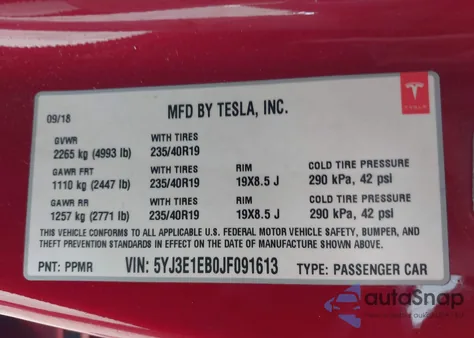 09/18 MFD BY TESLA, INC.
TESLA
GVWR WITH TIRES
2265 kg (4993 lb) 235/40R19
GAWR FRT WITH TIRES RIM COLD TIRE PRESSURE
1110 kg (2447 lb) 235/40R19 19X8.5 J 290 kPa, 42 psi
GAWR RR WITH TIRES RIM COLD TIRE PRESSURE
1257 kg (2771 lb) 235/40R19 19X8.5 J 290 kPa, 42 psi
THIS VEHICLE CONFORMS TO ALL APPLICABLE U.S. FEDERAL MOTOR VEHICLE SAFETY, BUMPER, AND
THEFT PREVENTION STANDARDS IN EFFECT ON THE DATE OF MANUFACTURE SHOWN ABOVE.
PNT: PPMR VIN: 5YJ3E1EB0JF091613 TYPE: PASSENGER CAR
autoSnap